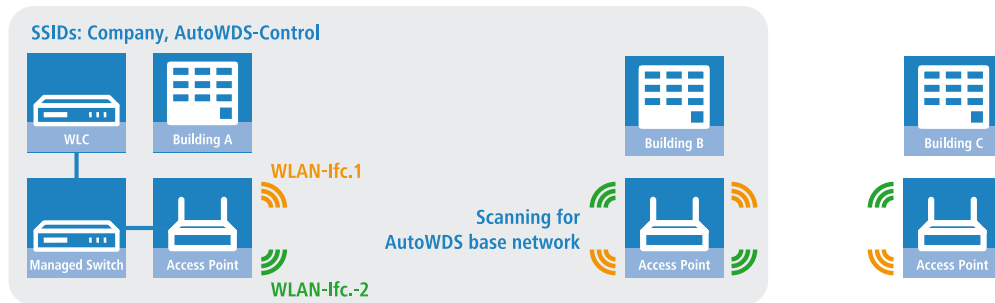 SSIDs: Company, AutoWDS-Control
WLC
Building A
Building B
Building C
WLAN-Ifc.1
Scanning for
AutoWDS base network
Managed Switch
Access Point
Access Point
Access Point
WLAN-Ifc.-2